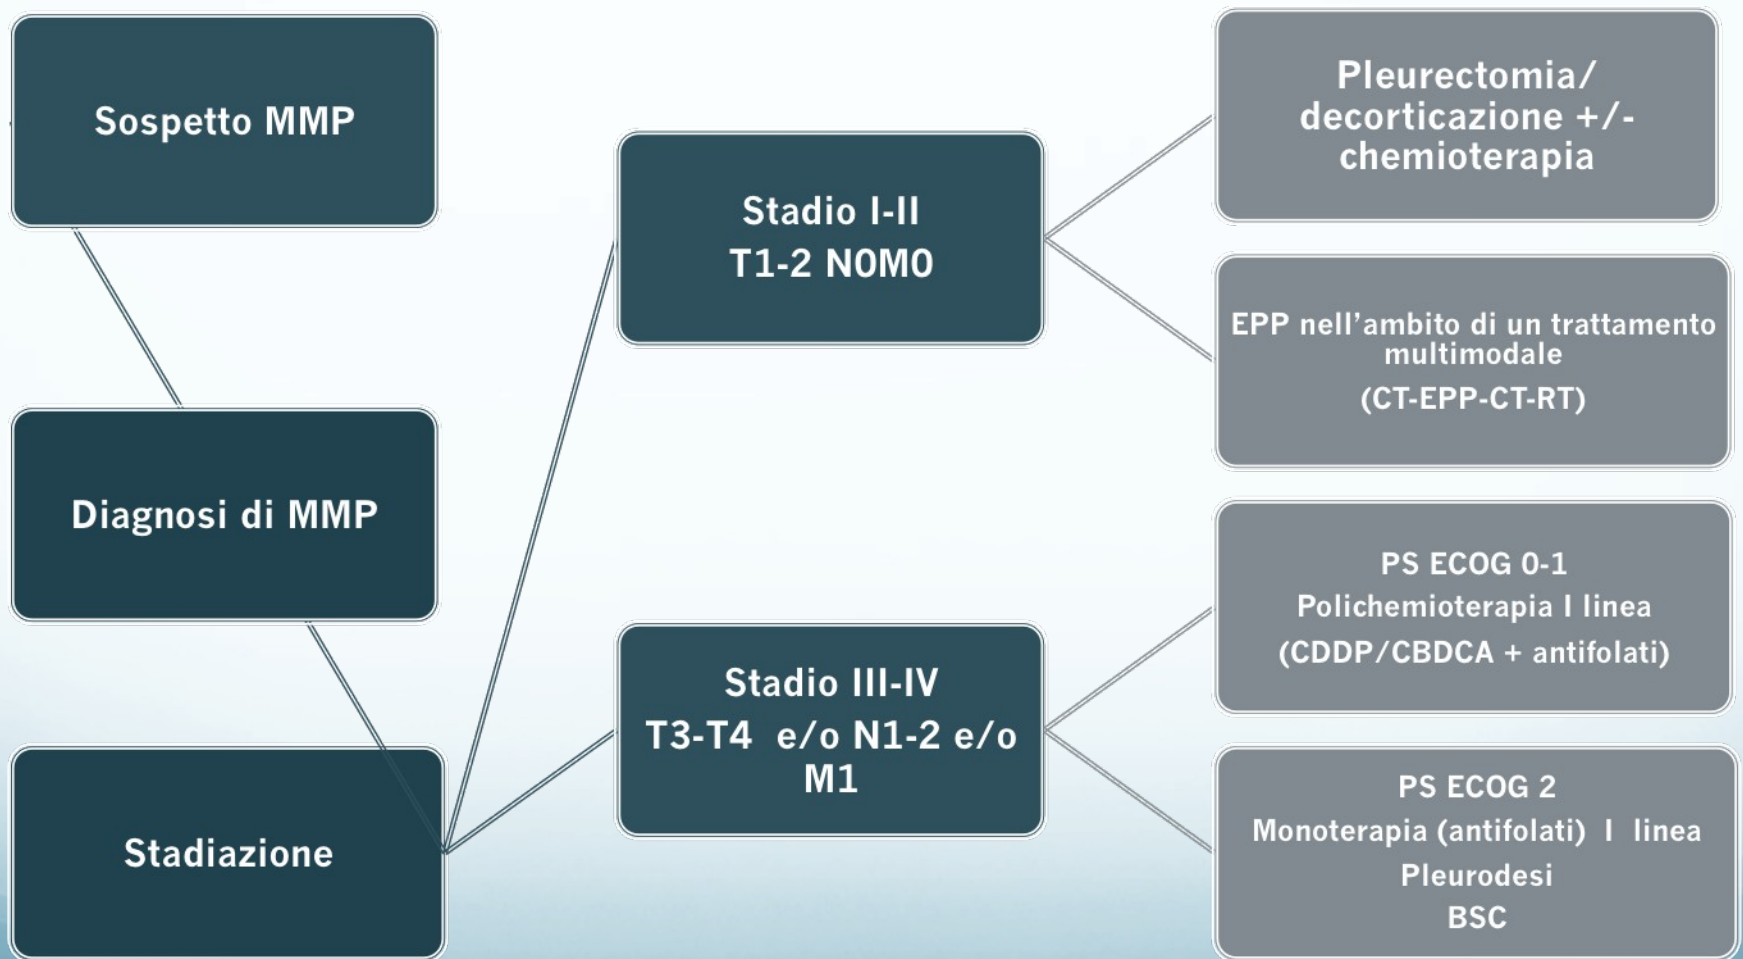 Sospetto MMP
Diagnosi di MMP
Stadiazione
Stadio I-II
T1-2 N0M0
Stadio III-IV
T3-T4 e/o N1-2 e/o
M1
Pleurectomia/
decorticazione +/-
chemioterapia
EPP nell’ambito di un trattamento
multimodale
(CT-EPP-CT-RT)
PS ECOG 0-1
Polichemioterapia I linea
(CDDP/CBDCA + antifolati)
PS ECOG 2
Monoterapia (antifolati) I linea
Pleurodesi
BSC